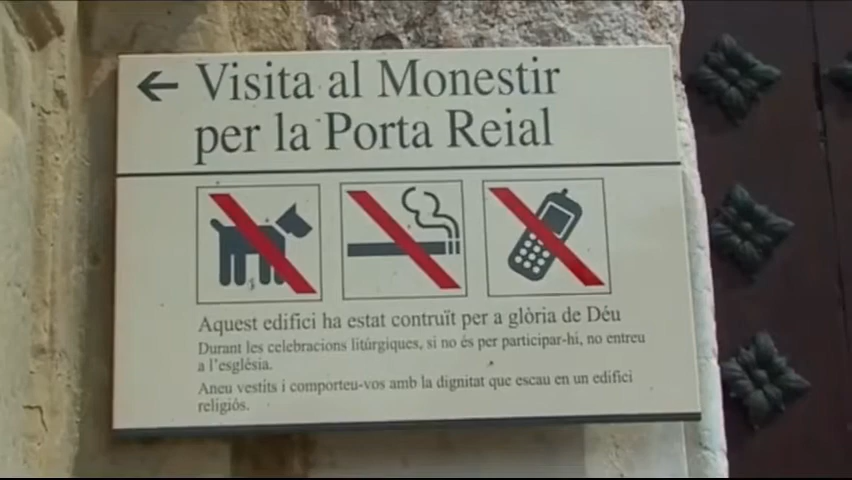 Visita al Monestir
per la Porta Reial
Aquest edifici ha estat contruït per a glòria de Déu
Durant les celebracions litúrgiques, si no és per participar-hi, no entreu
a l'església.
Aneu vestits i comporteu-vos amb la dignitat que escau en un edifici
religiós.